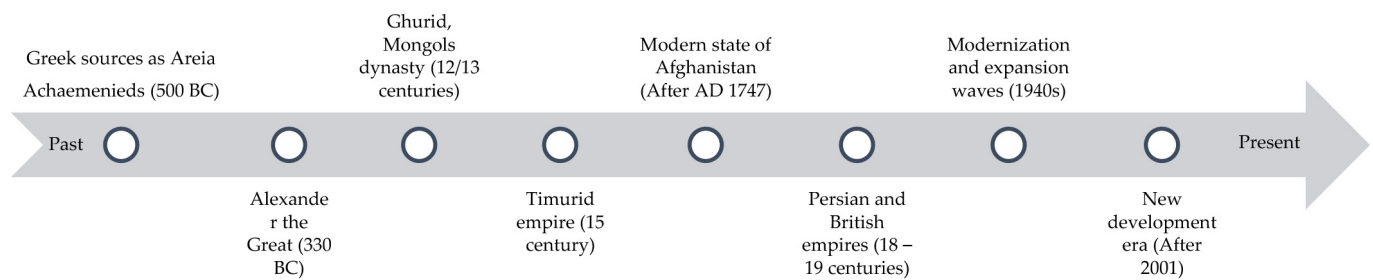 Greek sources as Areia
Achaemenieds (500 BC)
Ghurid,
Mongols
dynasty (12/13
centuries)
Modern state of
Afghanistan
(After AD 1747)
Modernization
and expansion
waves (1940s)
Past
Present
Alexande
r the
Great (330
BC)
Timurid
empire (15
century)
Persian and
British
empires (18 –
19 centuries)
New
development
era (After
2001)